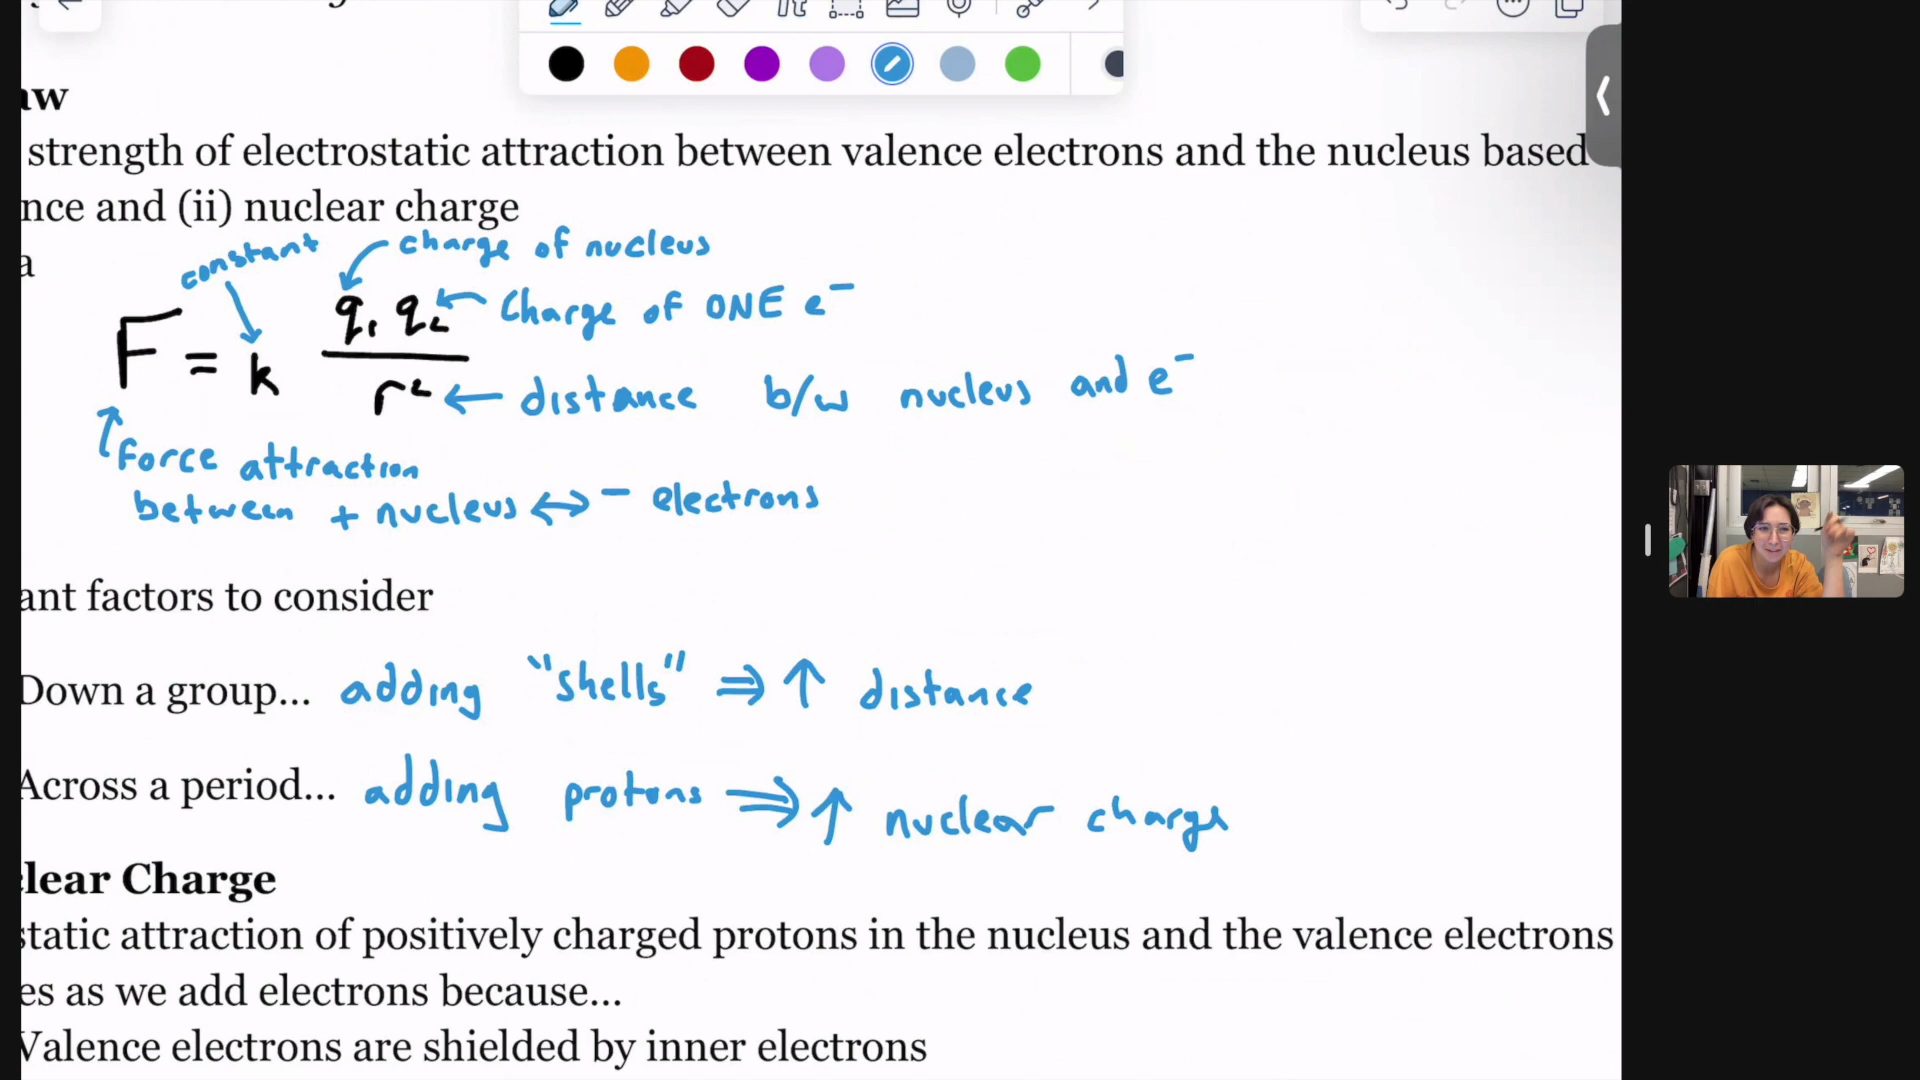 aw
strength of electrostatic attraction between valence electrons and the nucleus based
nce and (ii) nuclear charge
a
constant
charge of nucleus
F = k q₁ q₂ / r²
Charge of ONE e⁻
distance b/w nucleus and e⁻
force attraction
between + nucleus ↔ − electrons
ant factors to consider
Down a group... adding "shells" ⇒ ↑ distance
Across a period... adding protons ⇒ ↑ nuclear charge
clear Charge
static attraction of positively charged protons in the nucleus and the valence electrons
es as we add electrons because...
Valence electrons are shielded by inner electrons